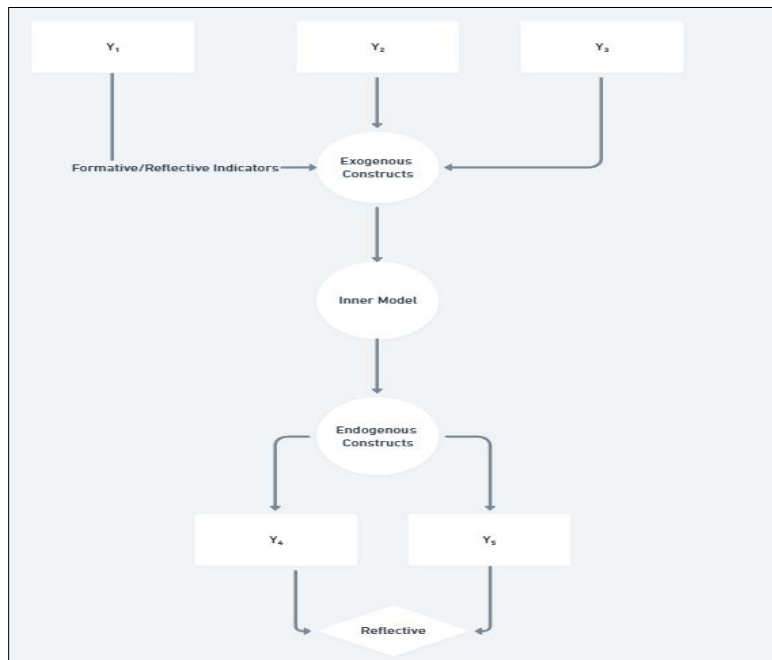 Y₁
Y₂
Y₃
Formative/Reflective Indicators
Exogenous
Constructs
Inner Model
Endogenous
Constructs
Y₄
Y₅
Reflective